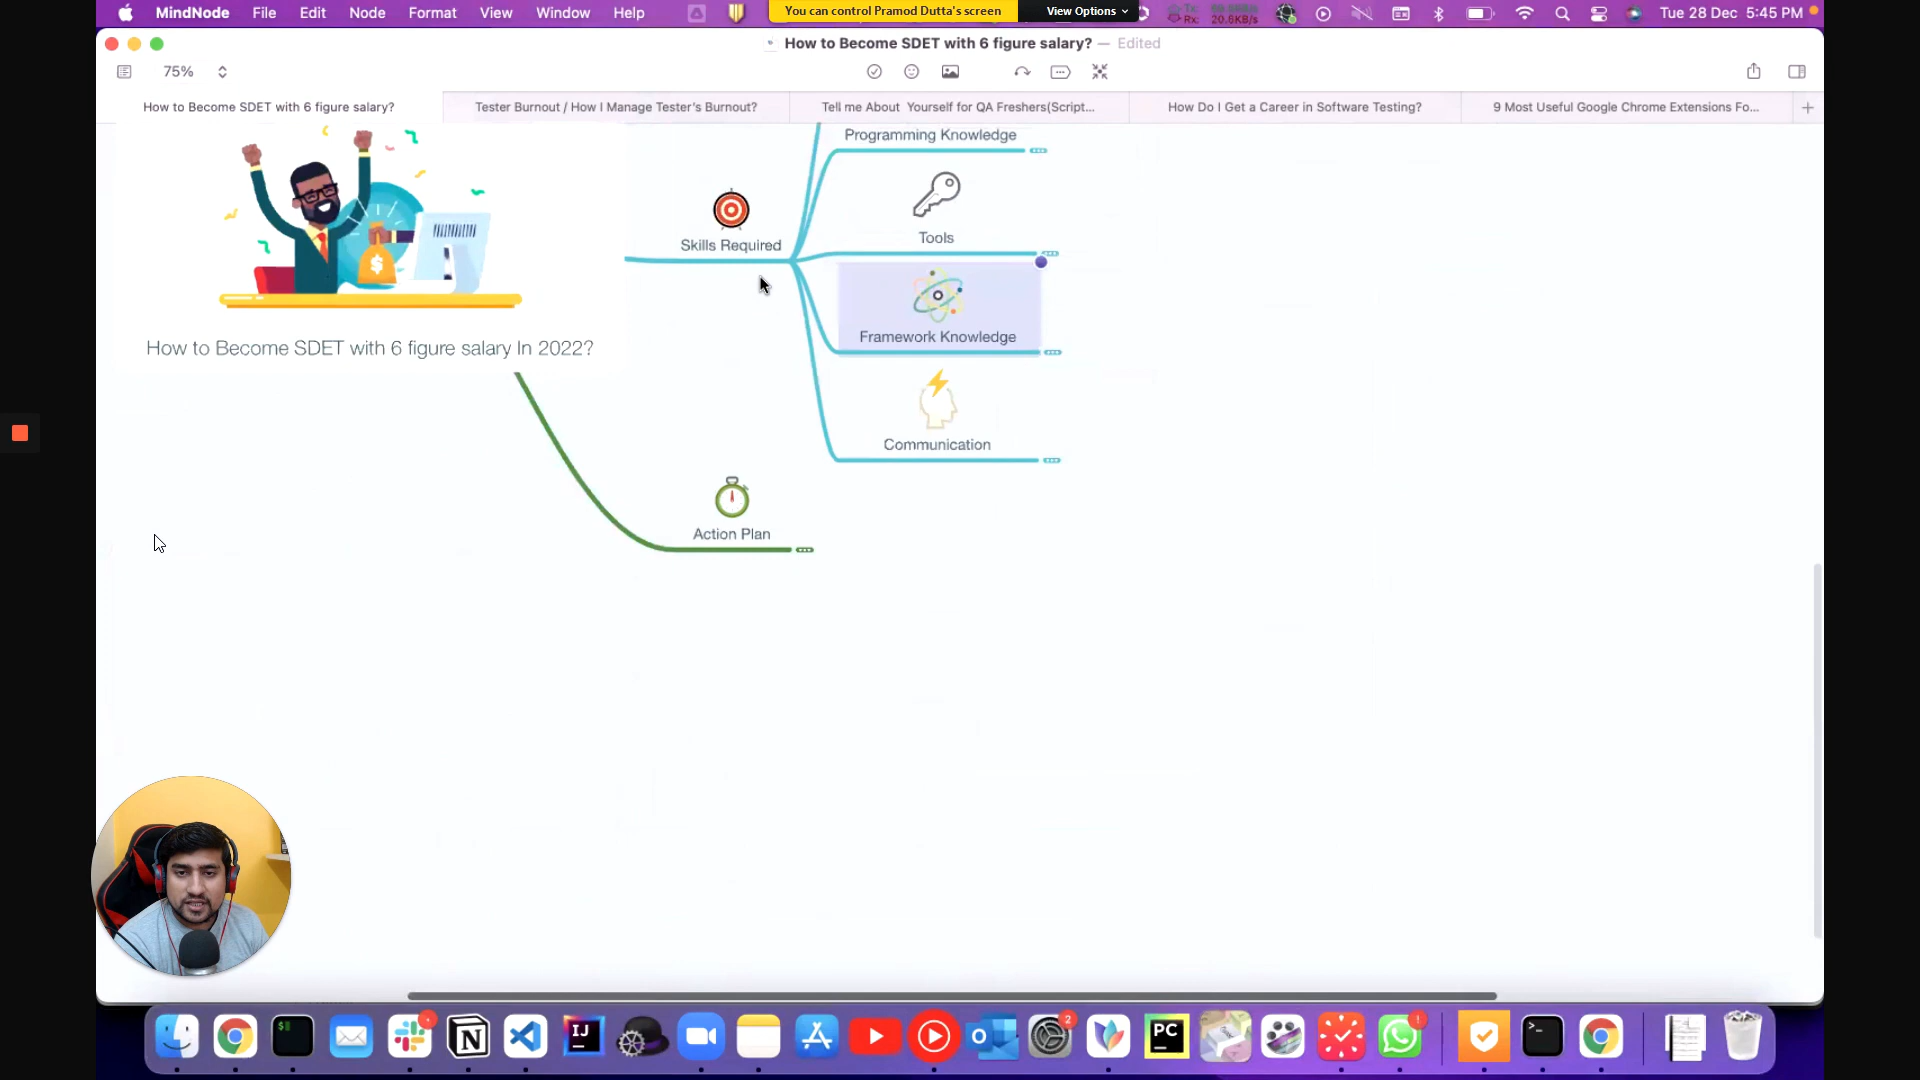 MindNode File Edit Node Format View Window Help
You can control Pramod Dutta's screen
View Options
Tue 28 Dec 5:45 PM
How to Become SDET with 6 figure salary? — Edited
75%
How to Become SDET with 6 figure salary?
Tester Burnout / How I Manage Tester's Burnout?
Tell me About Yourself for QA Freshers(Script...
How Do I Get a Career in Software Testing?
9 Most Useful Google Chrome Extensions Fo...
Programming Knowledge
Tools
Skills Required
Framework Knowledge
How to Become SDET with 6 figure salary In 2022?
Communication
Action Plan